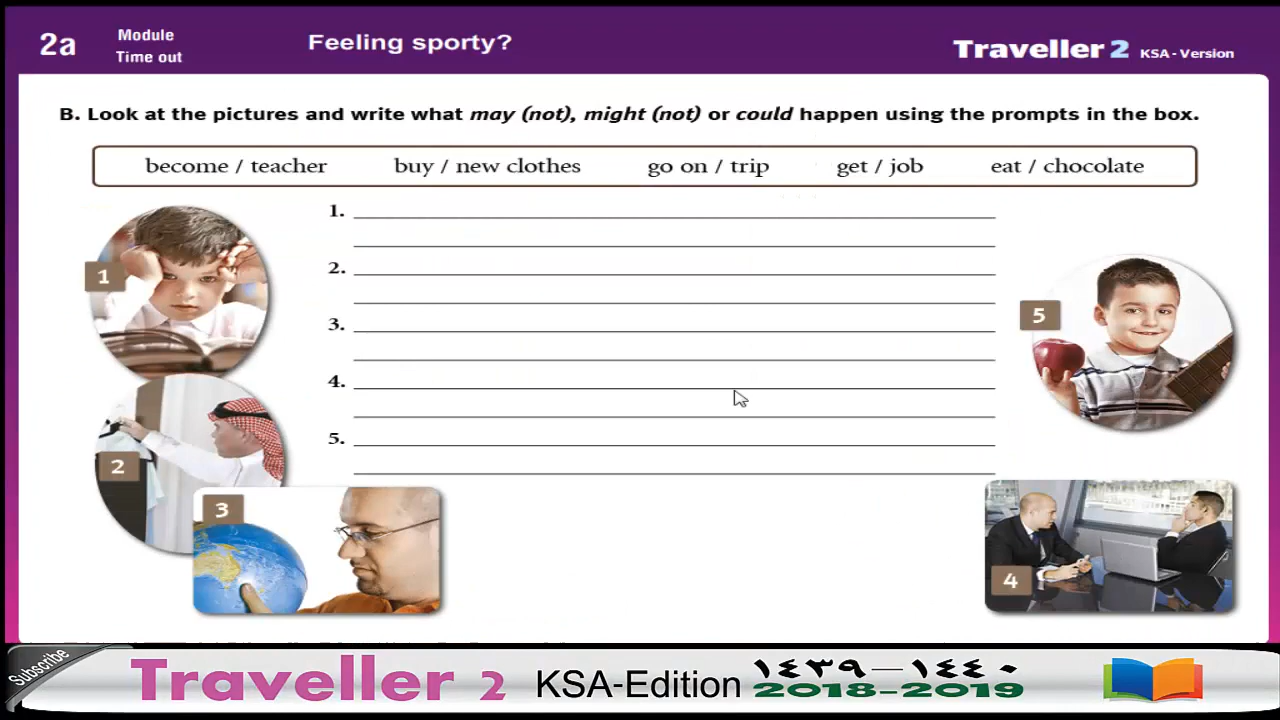 2a
Module
Time out
Feeling sporty?
Traveller 2 KSA - Version
B. Look at the pictures and write what may (not), might (not) or could happen using the prompts in the box.
become / teacher buy / new clothes go on / trip get / job eat / chocolate
1.
2.
3.
4.
5.
1
2
3
4
5
Subscribe
Traveller 2 KSA-Edition
١٤٣٩ – ١٤٤٠
2018-2019